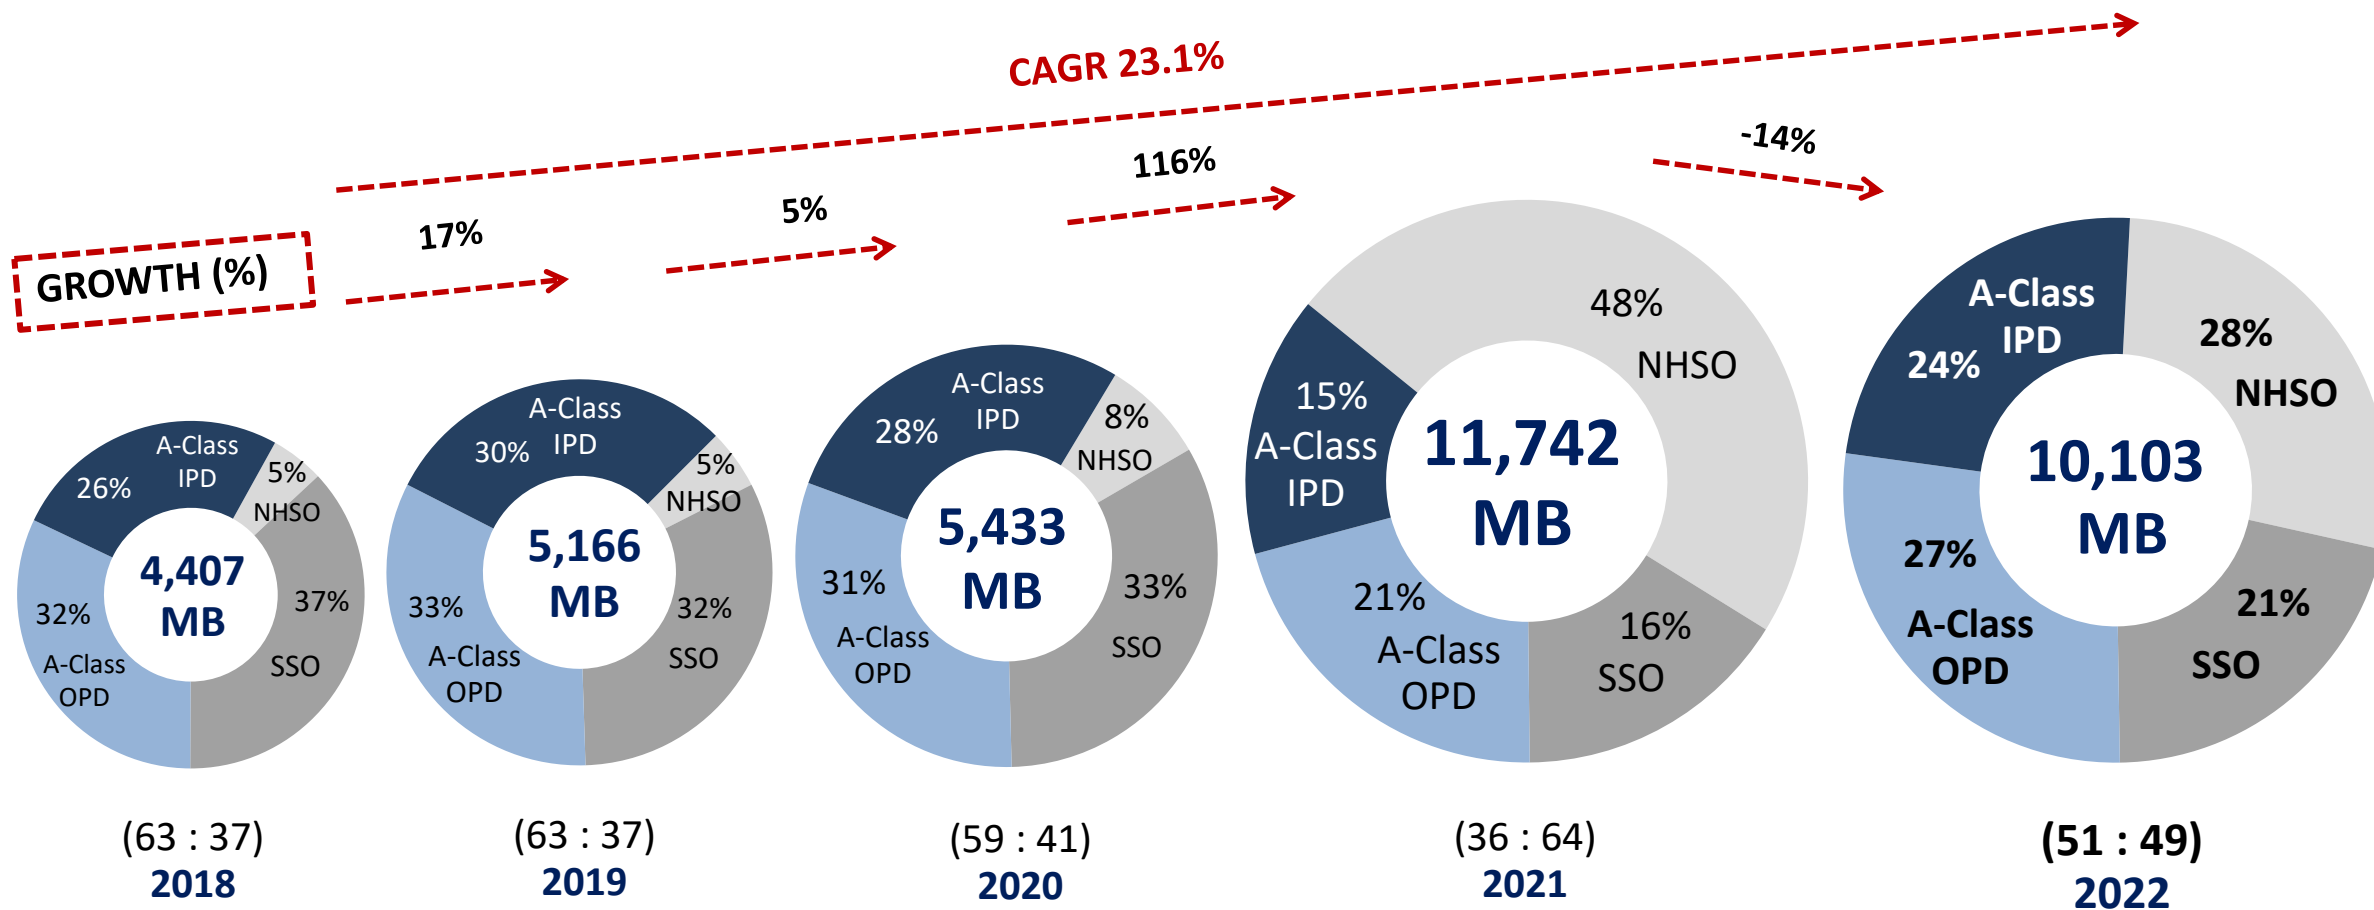 CAGR 23.1%
GROWTH (%)
17%
5%
116%
-14%
A-Class
IPD
26%
5%
NHSO
4,407
MB
32%
A-Class
OPD
37%
SSO
(63 : 37)
2018
A-Class
IPD
30%
5%
NHSO
5,166
MB
33%
A-Class
OPD
32%
SSO
(63 : 37)
2019
A-Class
IPD
28%
8%
NHSO
5,433
MB
31%
A-Class
OPD
33%
SSO
(59 : 41)
2020
48%
NHSO
15%
A-Class
IPD
11,742
MB
21%
A-Class
OPD
16%
SSO
(36 : 64)
2021
A-Class
IPD
24%
28%
NHSO
10,103
MB
27%
A-Class
OPD
21%
SSO
(51 : 49)
2022